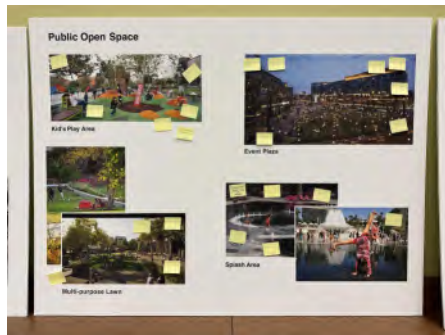 Public Open Space
Kid's Play Area
Event Plaza
Multi-purpose Lawn
Splash Area